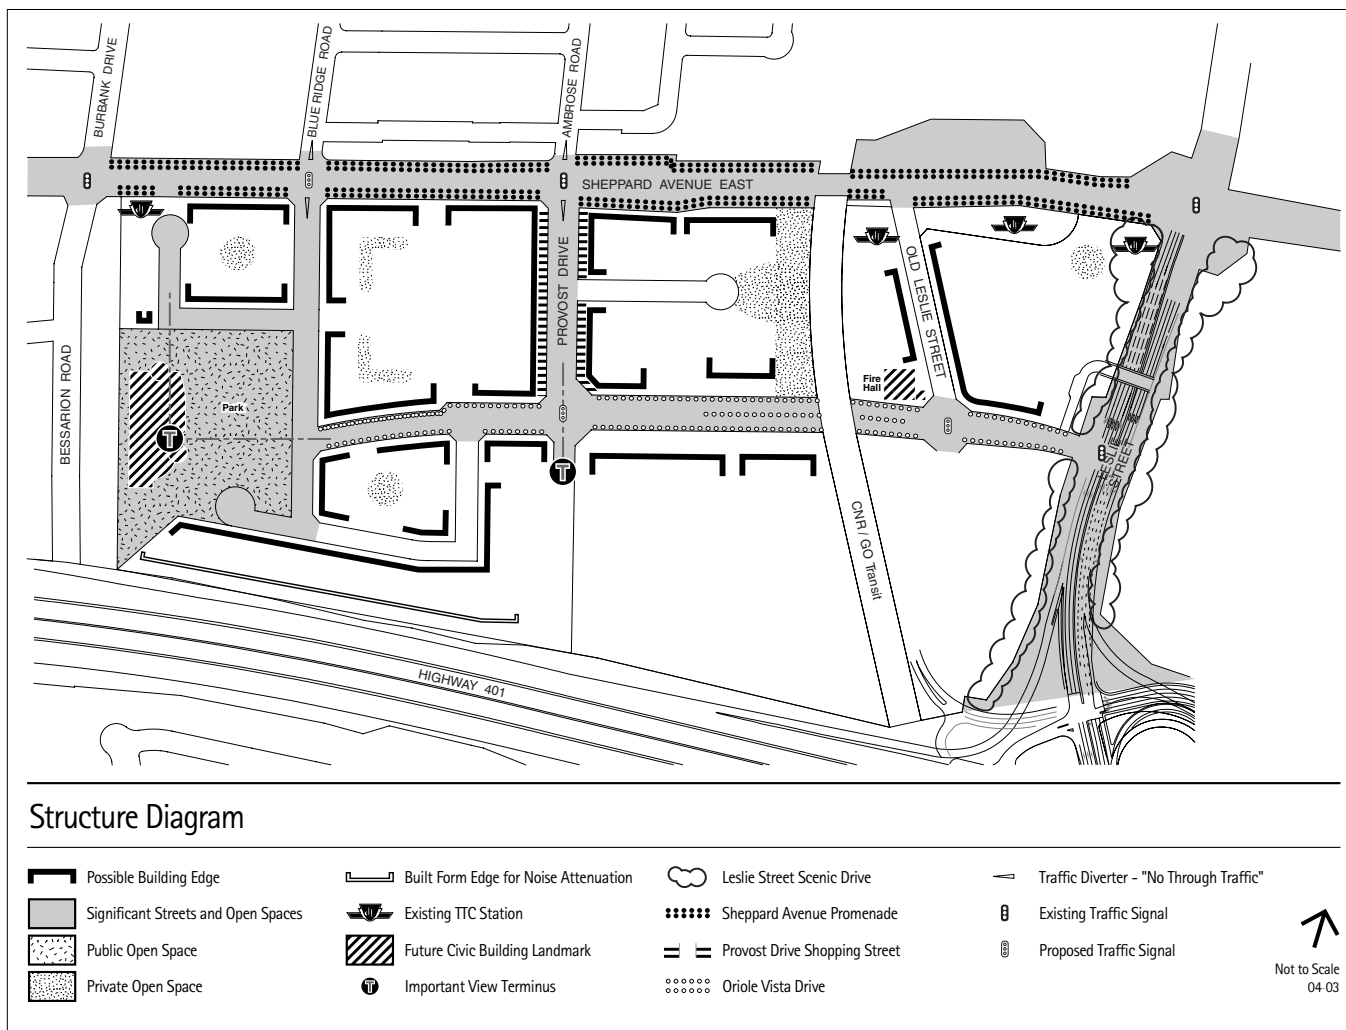 BURBANK DRIVE
BLUE RIDGE ROAD
AMBROSE ROAD
SHEPPARD AVENUE EAST
BESSARION ROAD
PROVOST DRIVE
OLD LESLIE STREET
Park
T
T
Fire
Hall
LESLIE
STREET
CNR / GO Transit
HIGHWAY 401
Structure Diagram
Possible Building Edge
Significant Streets and Open Spaces
Public Open Space
Private Open Space
Built Form Edge for Noise Attenuation
Existing TTC Station
Future Civic Building Landmark
T
Important View Terminus
Leslie Street Scenic Drive
Sheppard Avenue Promenade
Provost Drive Shopping Street
Oriole Vista Drive
Traffic Diverter - "No Through Traffic"
Existing Traffic Signal
Proposed Traffic Signal
Not to Scale
04-03